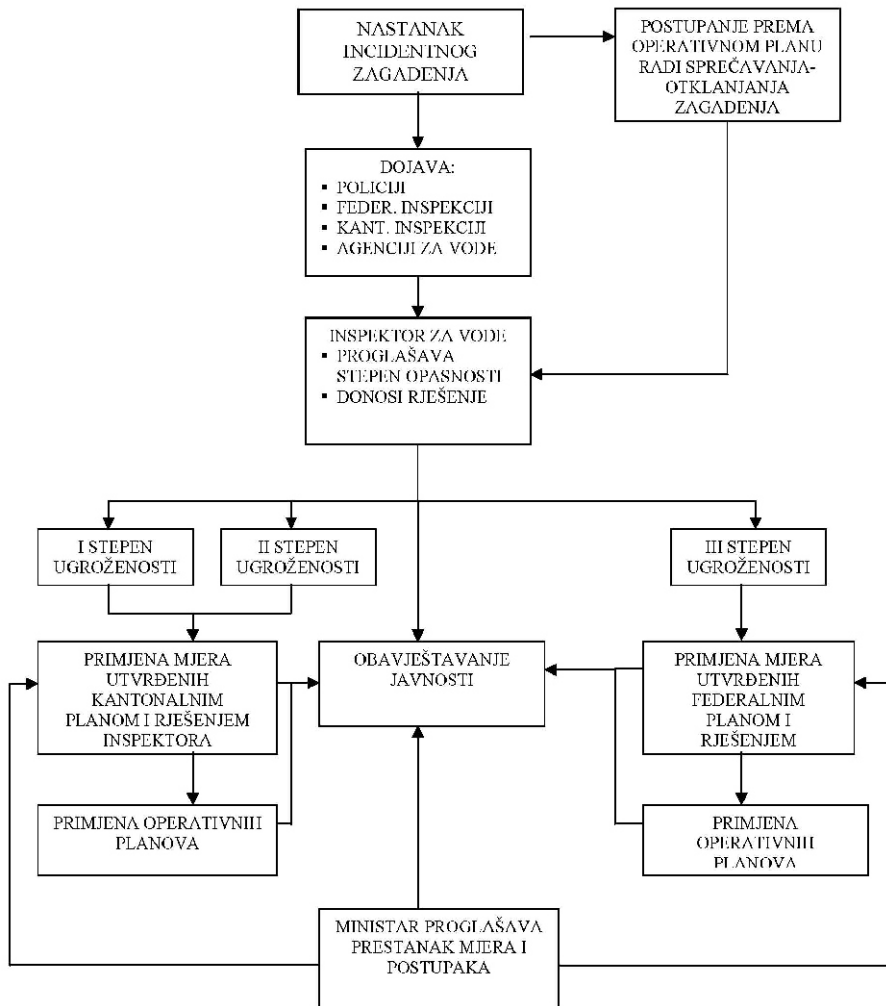 NASTANAK
INCIDENTNOG
ZAGAĐENJA
POSTUPANJE PREMA
OPERATIVNOM PLANU
RADI SPREČAVANJA-
OTKLANJANJA
ZAGAĐENJA
DOJAVA:
▪ POLICIJI
▪ FEDER. INSPEKCIJI
▪ KANT. INSPEKCIJI
▪ AGENCIJI ZA VODE
INSPEKTOR ZA VODE
▪ PROGLAŠAVA
STEPEN OPASNOSTI
▪ DONOSI RJEŠENJE
I STEPEN
UGROŽENOSTI
II STEPEN
UGROŽENOSTI
III STEPEN
UGROŽENOSTI
PRIMJENA MJERA
UTVRĐENIH
KANTONALNIM
PLANOM I RJEŠENJEM
INSPEKTORA
OBAVJEŠTAVANJE
JAVNOSTI
PRIMJENA MJERA
UTVRĐENIH
FEDERALNIM
PLANOM I
RJEŠENJEM
PRIMJENA OPERATIVNIH
PLANOVA
PRIMJENA
OPERATIVNIH
PLANOVA
MINISTAR PROGLAŠAVA
PRESTANAK MJERA I
POSTUPAKA